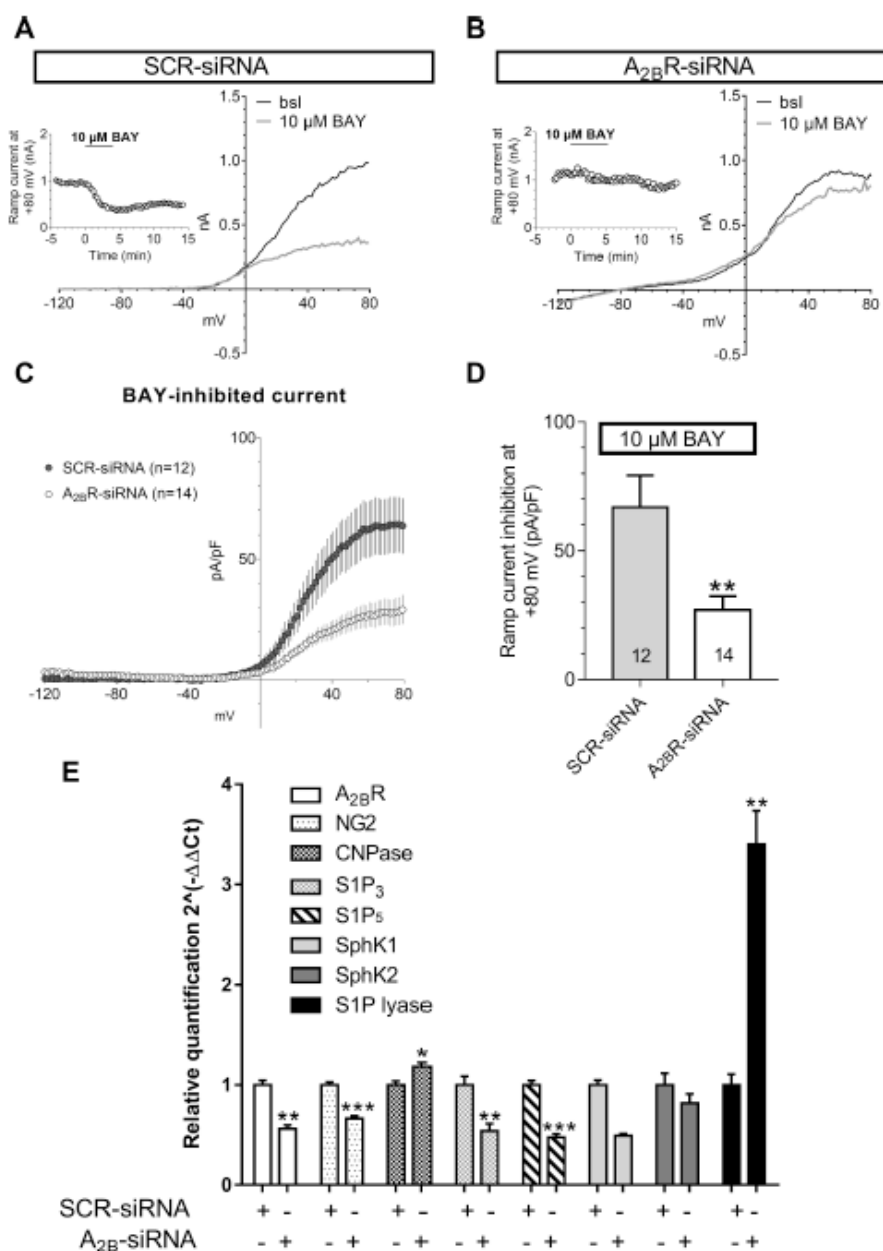 A
SCR-siRNA
1.5
bsl
10 µM BAY
10 µM BAY
Ramp current at
+80 mV (nA)
2
1
0
-5 0 5 10 15
Time (min)
nA
1.0
0.5
-120 -80 -40 0 40 80
mV
-0.5
B
A2BR-siRNA
1.5
bsl
10 µM BAY
10 µM BAY
Ramp current at
+80 mV (nA)
2
1
0
-5 0 5 10 15
Time (min)
nA
1.0
0.5
-120 -80 -40 0 40 80
mV
-0.5
C
BAY-inhibited current
100
SCR-siRNA (n=12)
A2BR-siRNA (n=14)
pA/pF
50
-120 -80 -40 0 40 80
mV
D
100
10 µM BAY
Ramp current inhibition at
+80 mV (pA/pF)
50
0
**
12 14
SCR-siRNA
A2BR-siRNA
E
Relative quantification 2^(-ΔΔCt)
4
3
2
1
0
A2BR
NG2
CNPase
S1P3
S1P5
SphK1
SphK2
S1P lyase
** *** * ** *** **
SCR-siRNA + - + - + - + - + - + - + - + -
A2B-siRNA - + - + - + - + - + - + - + - +